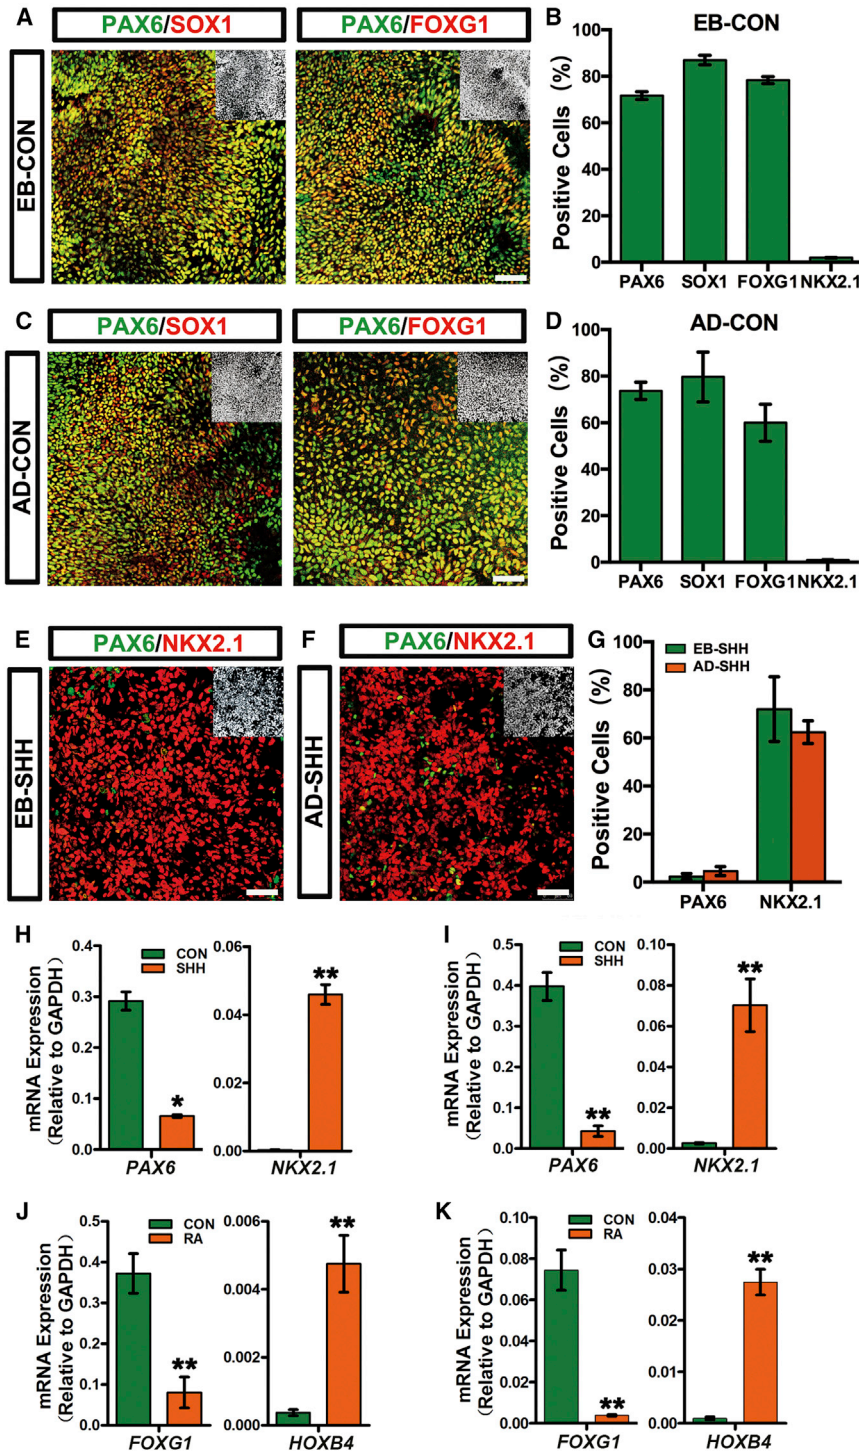 A
PAX6/SOX1
PAX6/FOXG1
EB-CON
B
EB-CON
Positive Cells (%)
100
80
60
40
20
0
PAX6 SOX1 FOXG1 NKX2.1
C
PAX6/SOX1
PAX6/FOXG1
AD-CON
D
AD-CON
Positive Cells (%)
100
80
60
40
20
0
PAX6 SOX1 FOXG1 NKX2.1
E
PAX6/NKX2.1
EB-SHH
F
PAX6/NKX2.1
AD-SHH
G
EB-SHH
AD-SHH
Positive Cells (%)
100
80
60
40
20
0
PAX6 NKX2.1
H
CON
SHH
mRNA Expression
(Relative to GAPDH)
0.4
0.3
0.2
0.1
0.0
*
PAX6
0.06
0.04
0.02
0.00
**
NKX2.1
I
CON
SHH
mRNA Expression
(Relative to GAPDH)
0.5
0.4
0.3
0.2
0.1
0.0
**
PAX6
0.10
0.08
0.06
0.04
0.02
0.00
**
NKX2.1
J
CON
RA
mRNA Expression
(Relative to GAPDH)
0.5
0.4
0.3
0.2
0.1
0.0
**
FOXG1
0.006
0.004
0.002
0.000
**
HOXB4
K
CON
RA
mRNA Expression
(Relative to GAPDH)
0.10
0.08
0.06
0.04
0.02
0.00
**
FOXG1
0.04
0.03
0.02
0.01
0.00
**
HOXB4